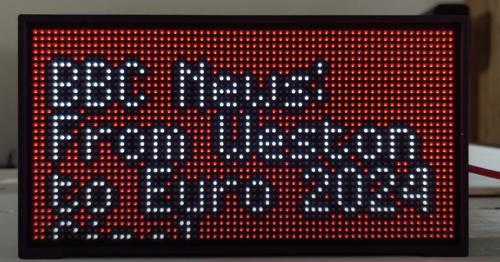 BBC News:
From Weston
to Euro 2024